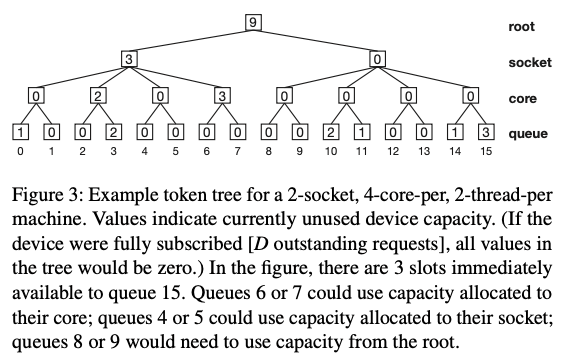 9 root
3 0 socket
0 2 0 3 0 0 0 0 core
1 0 0 2 0 0 0 0 0 0 2 1 0 0 1 3 queue
0 1 2 3 4 5 6 7 8 9 10 11 12 13 14 15
Figure 3: Example token tree for a 2-socket, 4-core-per, 2-thread-per
machine. Values indicate currently unused device capacity. (If the
device were fully subscribed [D outstanding requests], all values in
the tree would be zero.) In the figure, there are 3 slots immediately
available to queue 15. Queues 6 or 7 could use capacity allocated to
their core; queues 4 or 5 could use capacity allocated to their socket;
queues 8 or 9 would need to use capacity from the root.